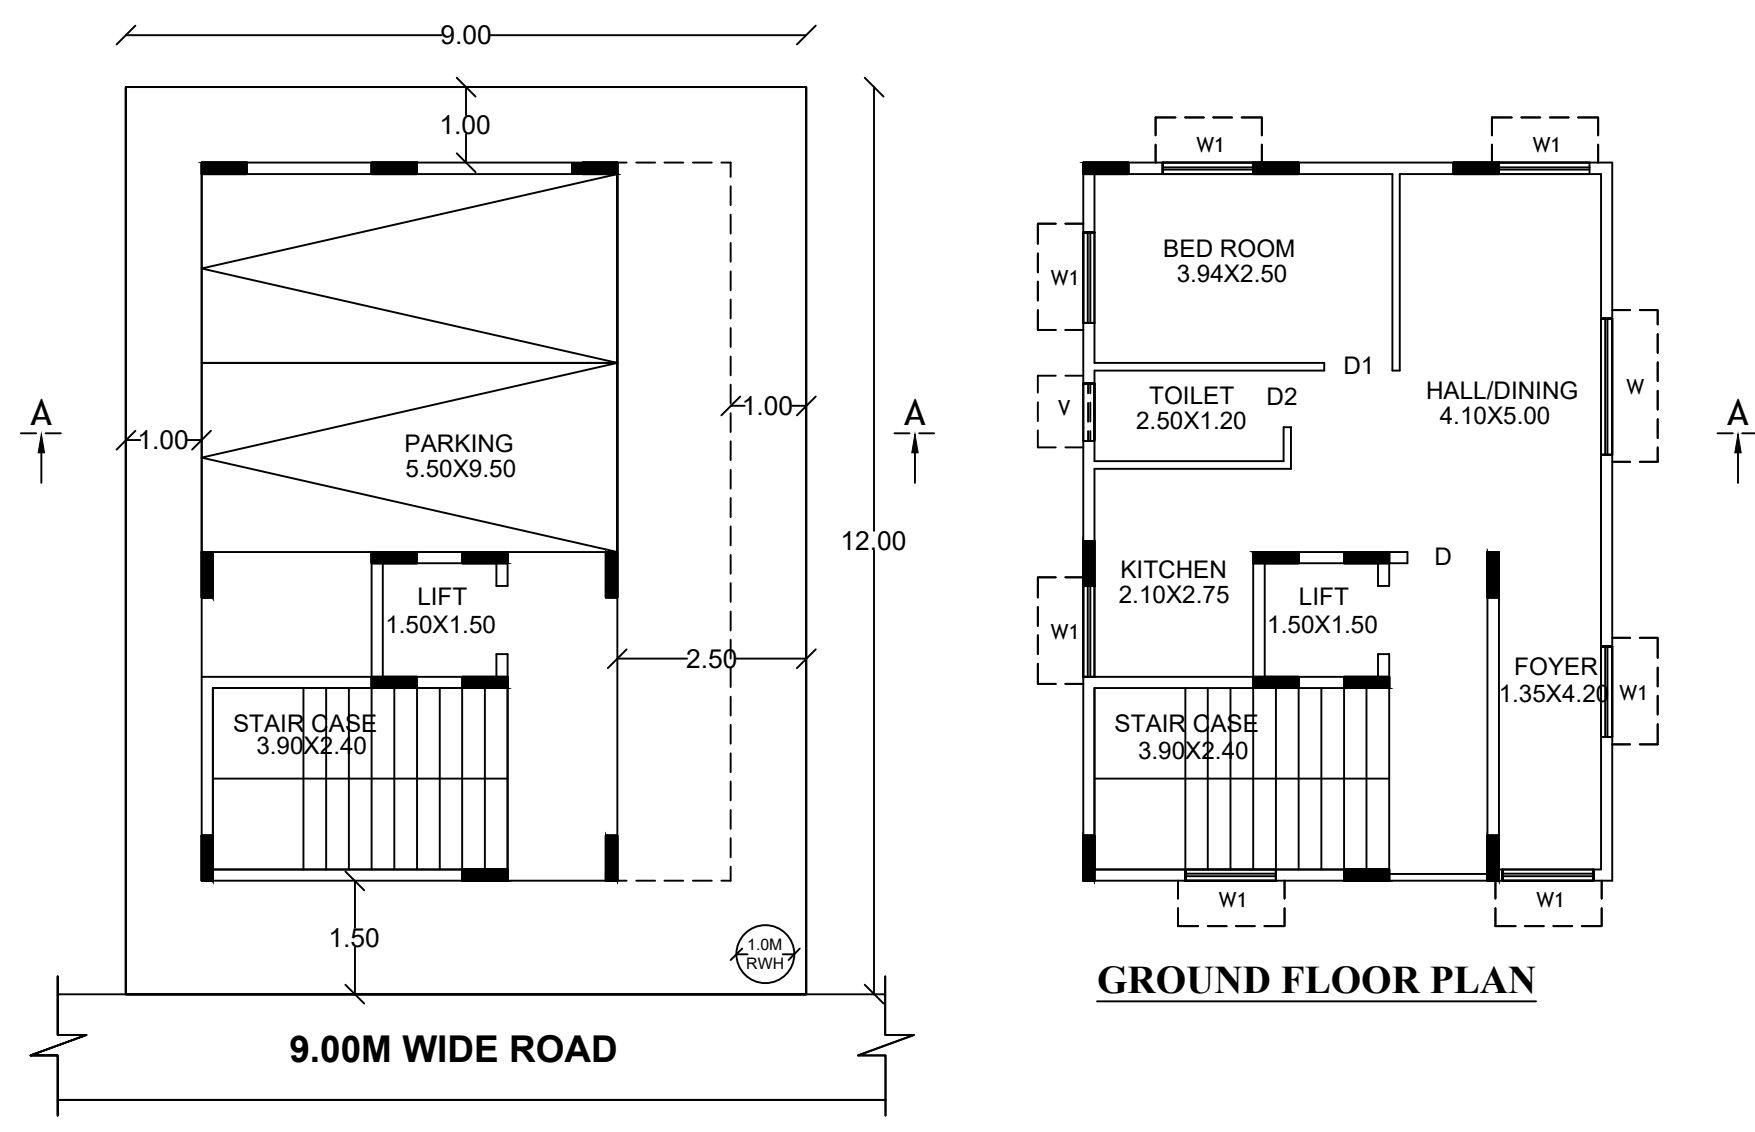 9.00
1.00
A
1.00
PARKING
5.50X9.50
1.00
A
12.00
LIFT
1.50X1.50
2.50
STAIR CASE
3.90X2.40
1.50
1.0M
RWH
9.00M WIDE ROAD
W1
W1
W1
BED ROOM
3.94X2.50
D1
V
TOILET
2.50X1.20
D2
HALL/DINING
4.10X5.00
W
A
KITCHEN
2.10X2.75
D
LIFT
1.50X1.50
W1
FOYER
1.35X4.20
W1
STAIR CASE
3.90X2.40
W1
W1
GROUND FLOOR PLAN